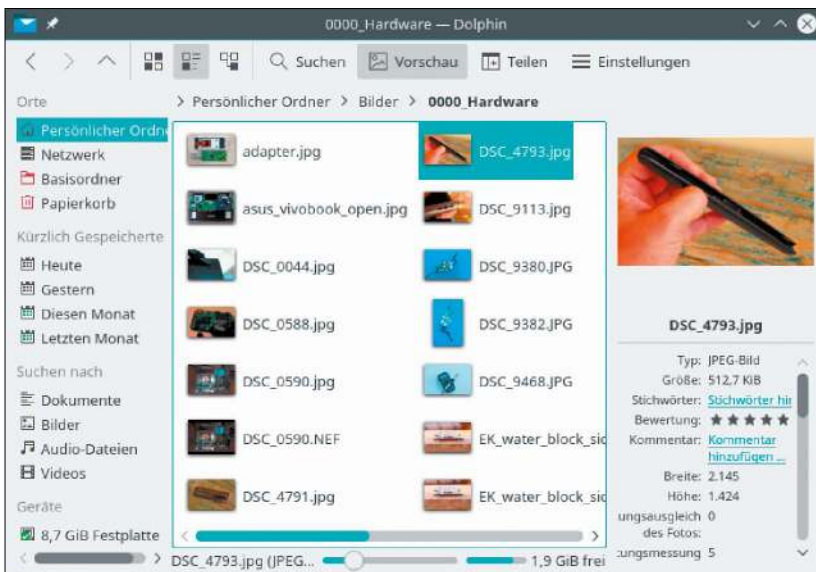 0000_Hardware — Dolphin
Suchen Vorschau Teilen Einstellungen
Orte
Persönlicher Ordne
Netzwerk
Basisordner
Papierkorb
Kürzlich Gespeicherte
Heute
Gestern
Diesen Monat
Letzten Monat
Suchen nach
Dokumente
Bilder
Audio-Dateien
Videos
Geräte
8,7 GiB Festplatte
> Persönlicher Ordner > Bilder > 0000_Hardware
adapter.jpg
asus_vivobook_open.jpg
DSC_0044.jpg
DSC_0588.jpg
DSC_0590.jpg
DSC_0590.NEF
DSC_4791.jpg
DSC_4793.jpg
DSC_9113.jpg
DSC_9380.JPG
DSC_9382.JPG
DSC_9468.JPG
EK_water_block_sid
EK_water_block_sid
DSC_4793.jpg (JPEG... 1,9 GiB frei
DSC_4793.jpg
Typ: JPEG-Bild
Größe: 512,7 KiB
Stichwörter: Stichwörter hin
Bewertung:
Kommentar: Kommentar
hinzufügen ...
Breite: 2.145
Höhe: 1.424
ungsausgleich 0
des Fotos:
tungsmessung 5